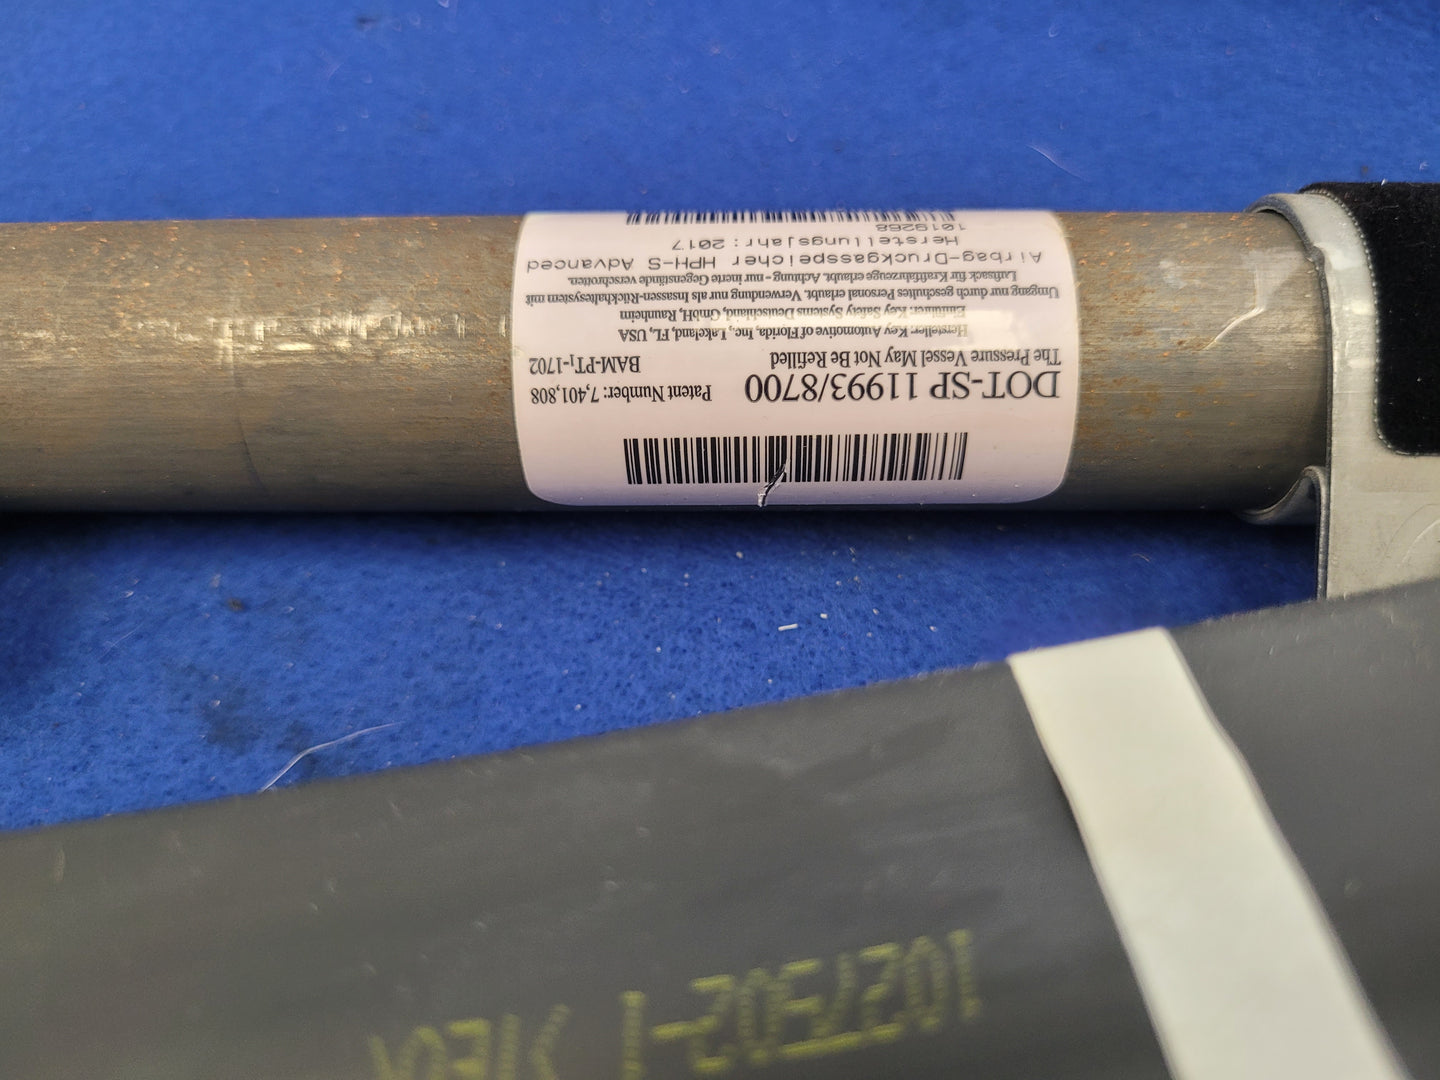 DOT-SP 11993/8700
Patent Number: 7,401,808
The Pressure Vessel May Not Be Refilled
BAM-PT1-1702
Hersteller: Key Automotive of Florida, Inc., Lakeland, FL, USA
Einführer: Key Safety Systems Deutschland, GmbH, Raunheim
Umgang nur durch geschultes Personal erlaubt. Verwendung nur als Insassen-Rückhaltesystem mit
Luftsack für Kraftfahrzeuge erlaubt. Achtung - nur inerte Gegenstände verschrotten.
Airbag-Druckgasspeicher HPH-S Advanced
Herstellungsjahr: 2017
1019268